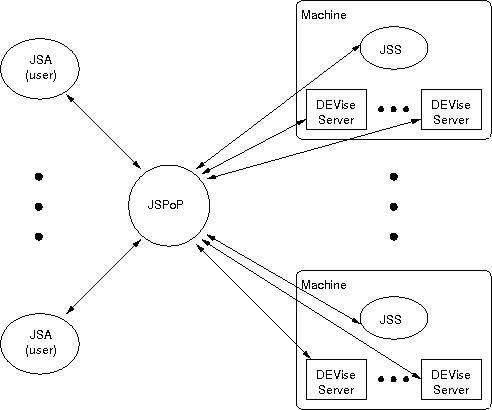 Machine
JSS
DEVise
Server
DEVise
Server
JSA
(user)
JSPoP
Machine
JSS
DEVise
Server
DEVise
Server
JSA
(user)